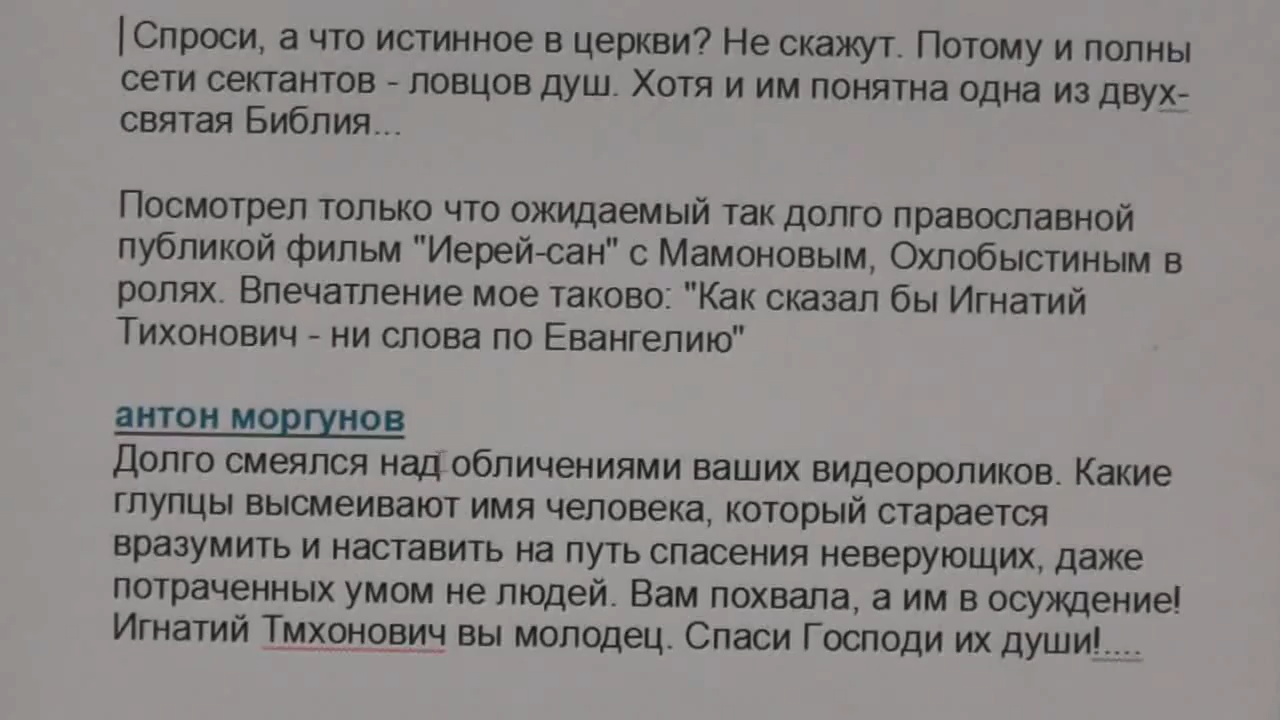 Спроси, а что истинное в церкви? Не скажут. Потому и полны
сети сектантов - ловцов душ. Хотя и им понятна одна из двух-
святая Библия...
Посмотрел только что ожидаемый так долго православной
публикой фильм "Иерей-сан" с Мамоновым, Охлобыстиным в
ролях. Впечатление мое таково: "Как сказал бы Игнатий
Тихонович - ни слова по Евангелию"
антон моргунов
Долго смеялся над обличениями ваших видеороликов. Какие
глупцы высмеивают имя человека, который старается
вразумить и наставить на путь спасения неверующих, даже
потраченных умом не людей. Вам похвала, а им в осуждение!
Игнатий Тмхонович вы молодец. Спаси Господи их души!....